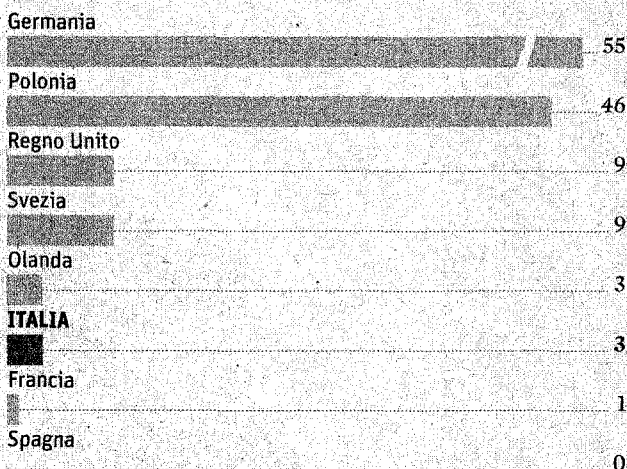 Germania
55
Polonia
46
Regno Unito
9
Svezia
9
Olanda
3
ITALIA
3
Francia
1
Spagna
0